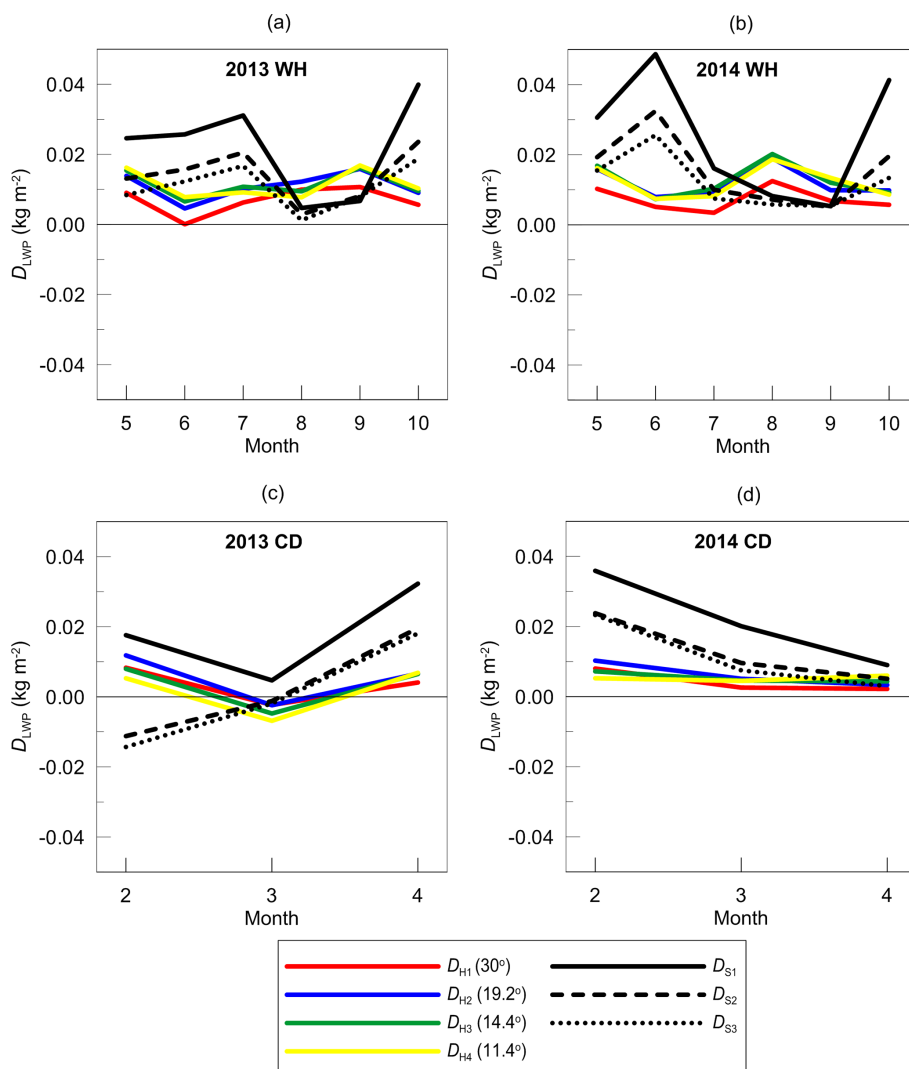 (a)
2013 WH
D_LWP (kg m⁻²)
0.04
0.02
0.00
-0.02
-0.04
5 6 7 8 9 10
Month
(b)
2014 WH
D_LWP (kg m⁻²)
0.04
0.02
0.00
-0.02
-0.04
5 6 7 8 9 10
Month
(c)
2013 CD
D_LWP (kg m⁻²)
0.04
0.02
0.00
-0.02
-0.04
2 3 4
Month
(d)
2014 CD
D_LWP (kg m⁻²)
0.04
0.02
0.00
-0.02
-0.04
2 3 4
Month
D_H1 (30°)
D_H2 (19.2°)
D_H3 (14.4°)
D_H4 (11.4°)
D_S1
D_S2
D_S3